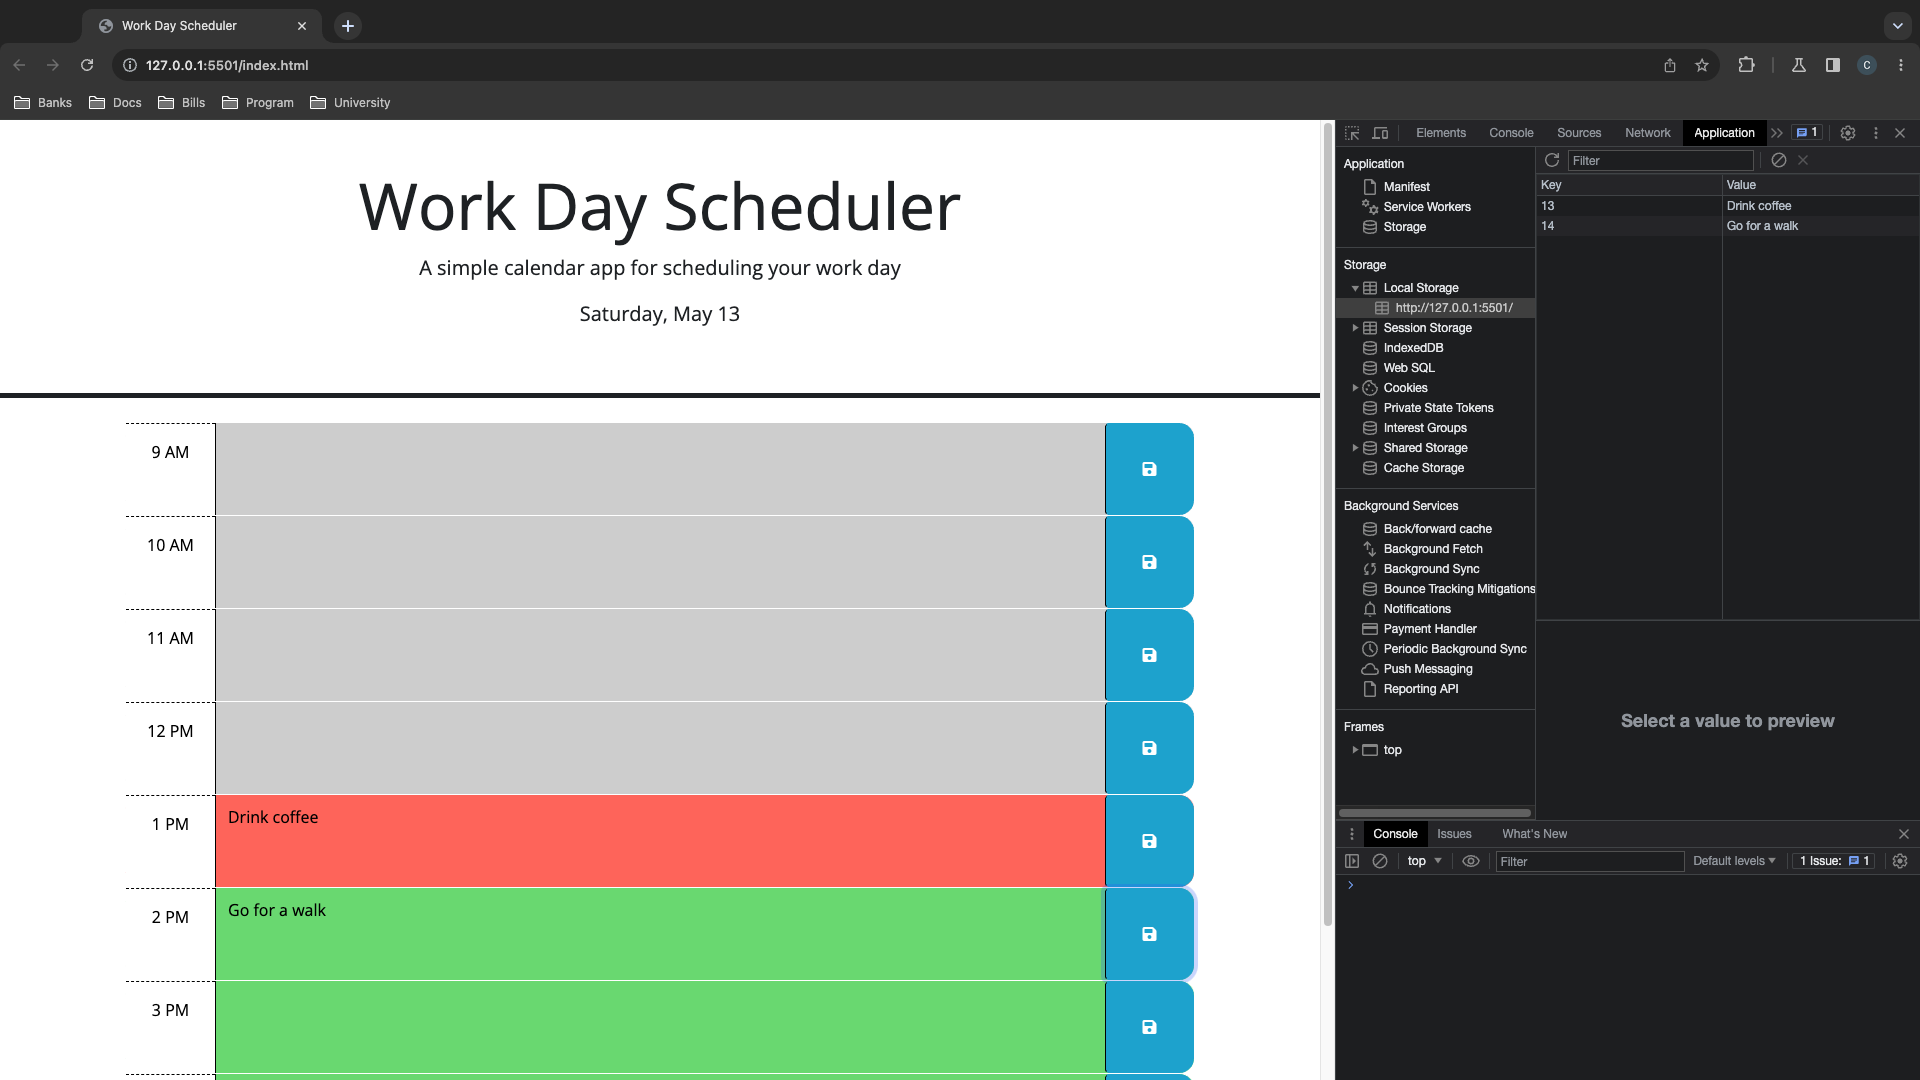 Work Day Scheduler
127.0.0.1:5501/index.html
C
Banks Docs Bills Program University
Work Day Scheduler
A simple calendar app for scheduling your work day
Saturday, May 13
9 AM
10 AM
11 AM
12 PM
1 PM Drink coffee
2 PM Go for a walk
3 PM
Elements Console Sources Network Application 1
Application
Manifest
Service Workers
Storage
Storage
Local Storage
http://127.0.0.1:5501/
Session Storage
IndexedDB
Web SQL
Cookies
Private State Tokens
Interest Groups
Shared Storage
Cache Storage
Background Services
Back/forward cache
Background Fetch
Background Sync
Bounce Tracking Mitigations
Notifications
Payment Handler
Periodic Background Sync
Push Messaging
Reporting API
Frames
top
Filter
Key Value
13 Drink coffee
14 Go for a walk
Select a value to preview
Console Issues What's New
top Filter Default levels 1 Issue: 1